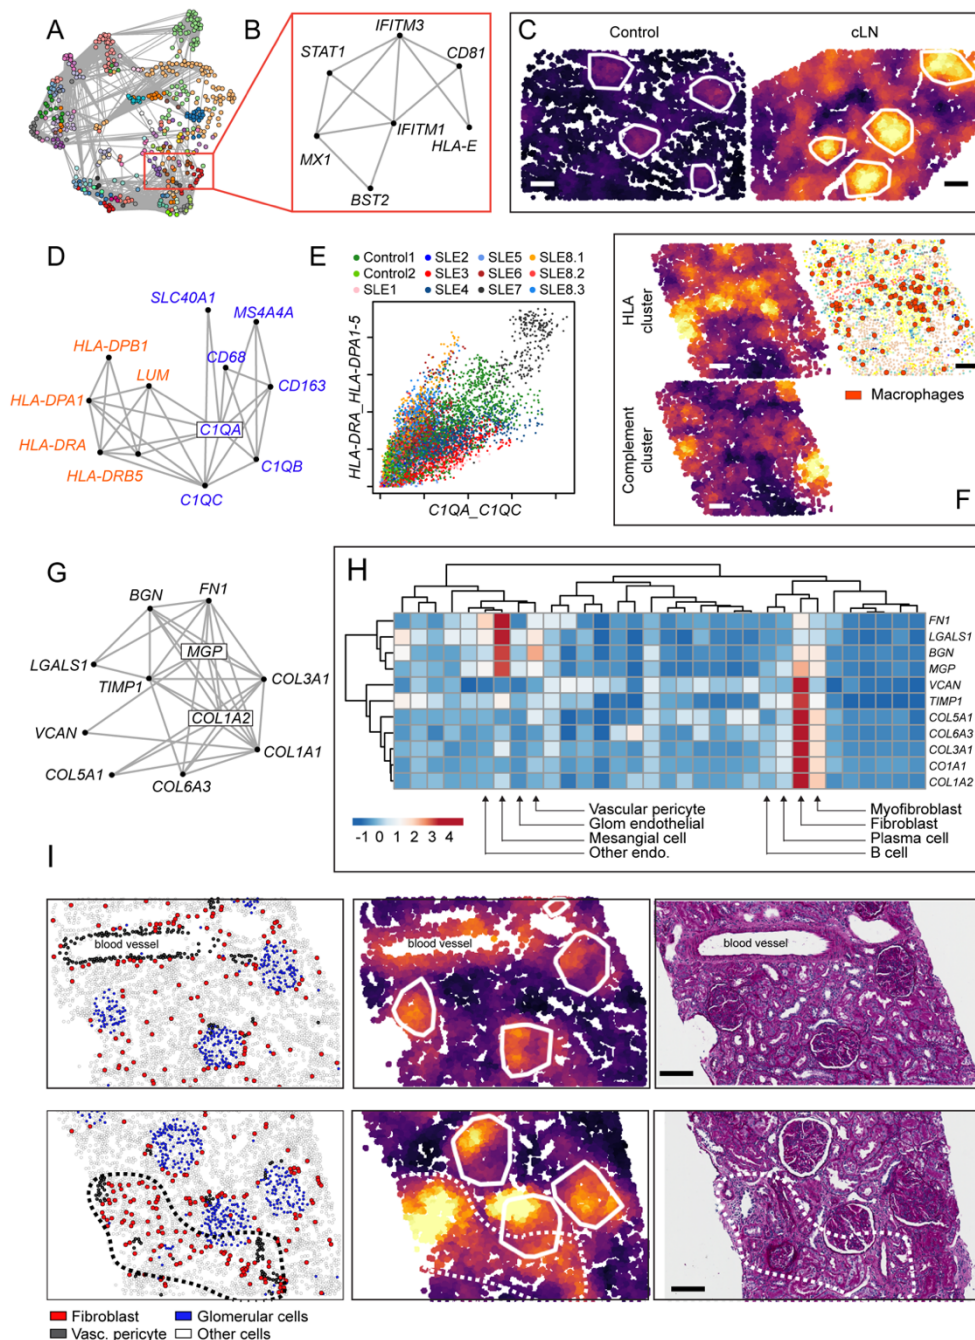 A
B
IFITM3
STAT1
CD81
IFITM1
HLA-E
MX1
BST2
C
Control
cLN
D
SLC40A1
MS4A4A
HLA-DPB1
CD68
LUM
CD163
HLA-DPA1
C1QA
HLA-DRA
C1QB
HLA-DRB5
C1QC
E
Control1 SLE2 SLE5 SLE8.1
Control2 SLE3 SLE6 SLE8.2
SLE1 SLE4 SLE7 SLE8.3
HLA-DRA_HLA-DPA1-5
C1QA_C1QC
HLA
cluster
Macrophages
Complement
cluster
F
G
BGN
FN1
MGP
LGALS1
TIMP1
COL3A1
COL1A2
VCAN
COL1A1
COL5A1
COL6A3
H
FN1
LGALS1
BGN
MGP
VCAN
TIMP1
COL5A1
COL6A3
COL3A1
CO1A1
COL1A2
-1 0 1 2 3 4
Vascular pericyte
Glom endothelial
Mesangial cell
Other endo.
Myofibroblast
Fibroblast
Plasma cell
B cell
I
blood vessel
blood vessel
blood vessel
Fibroblast
Glomerular cells
Vasc. pericyte
Other cells